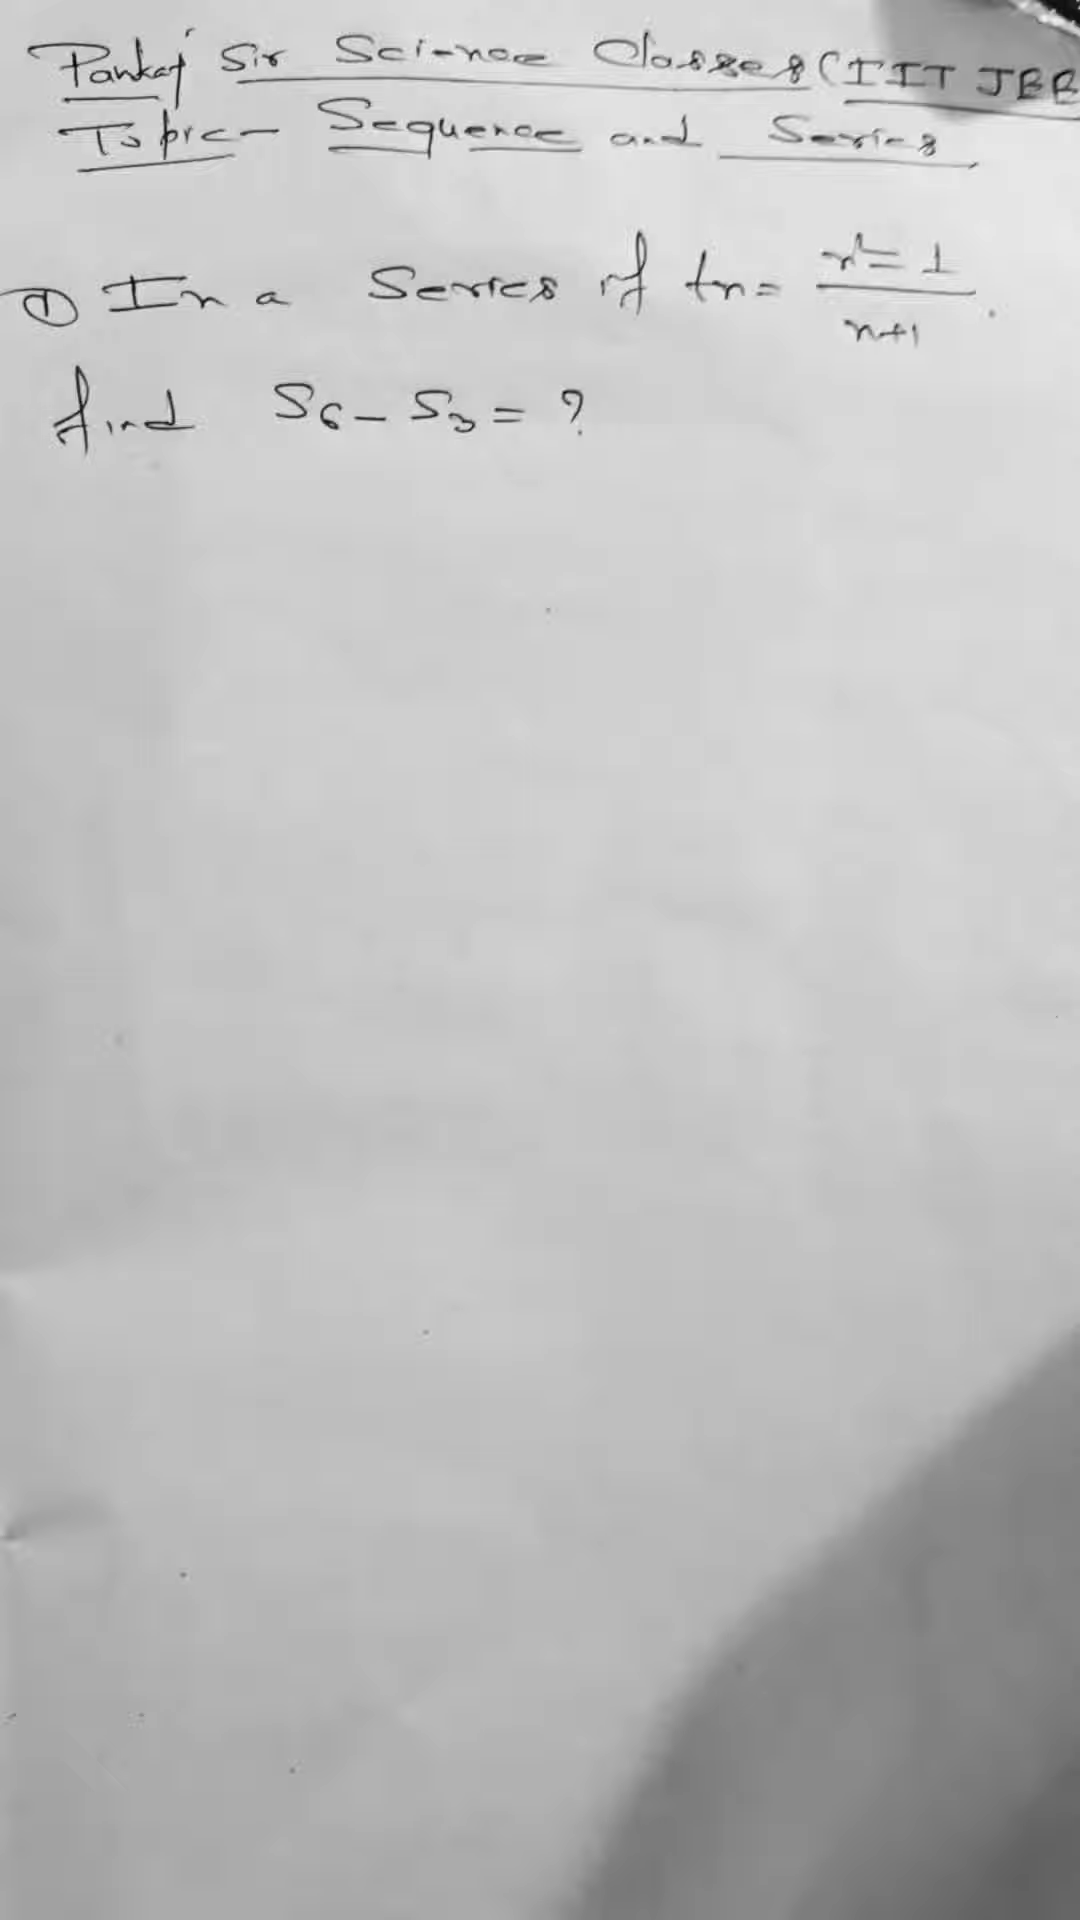 Pankaj Sir Science Classes (IIT JEE
Topic- Sequence and Series
① In a Series if tn = n²-1/n+1.
find S₆ - S₃ = ?